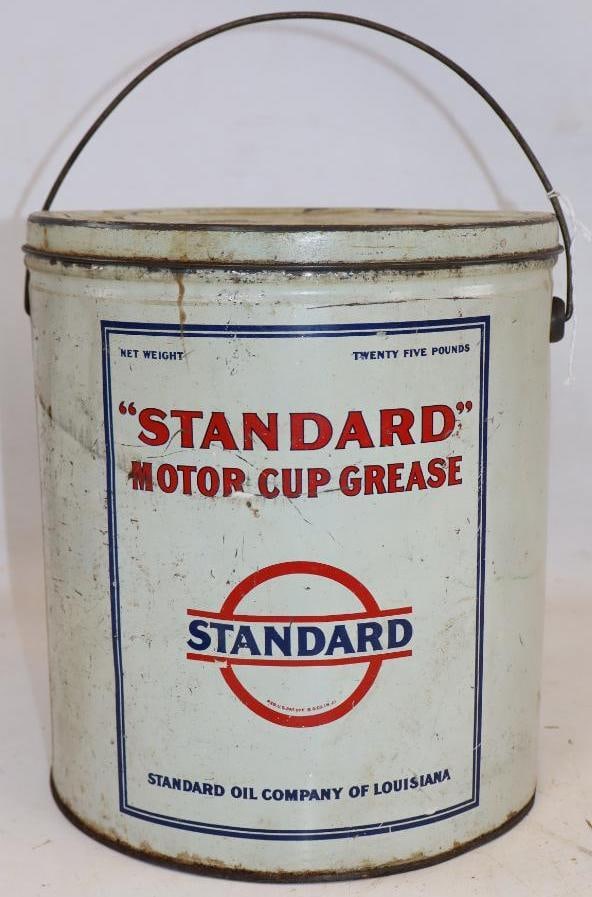 NET WEIGHT TWENTY FIVE POUNDS
"STANDARD"
MOTOR CUP GREASE
STANDARD
STANDARD OIL COMPANY OF LOUISIANA